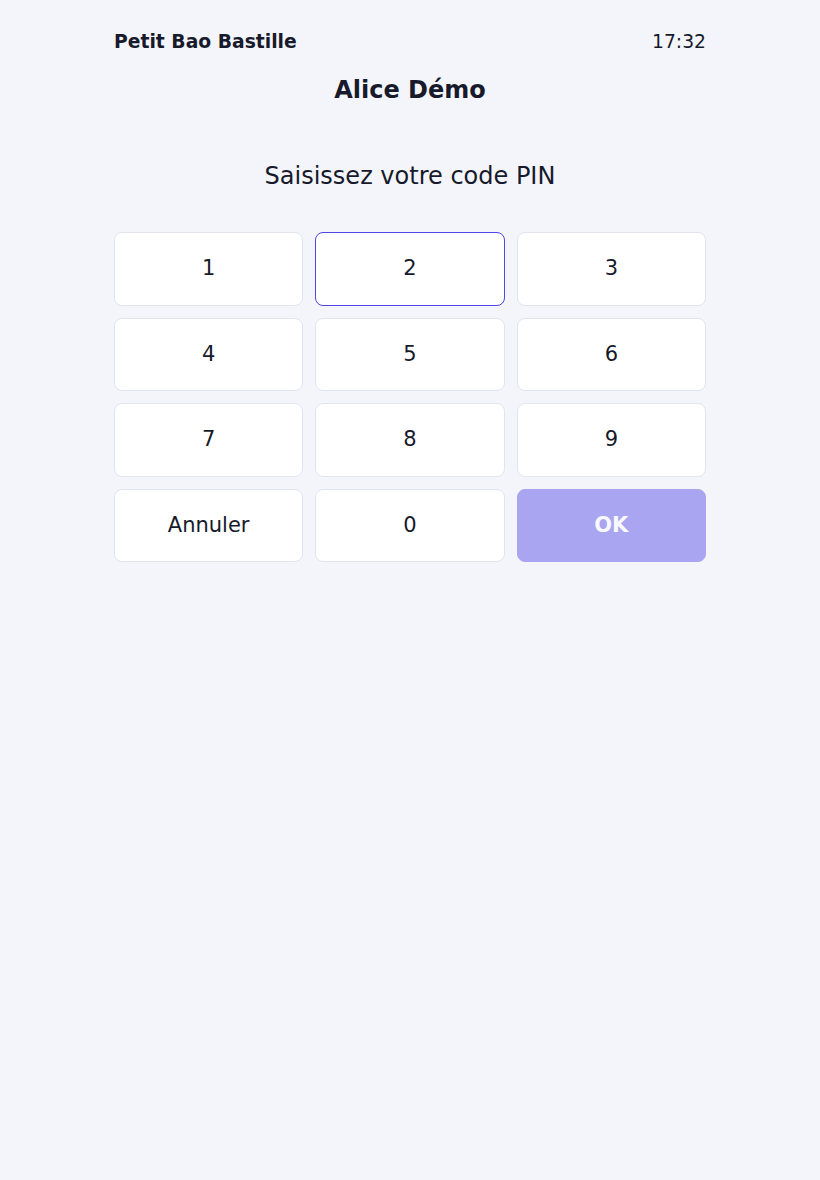 Petit Bao Bastille 17:32
Alice Démo
Saisissez votre code PIN
1 2 3
4 5 6
7 8 9
Annuler 0 OK